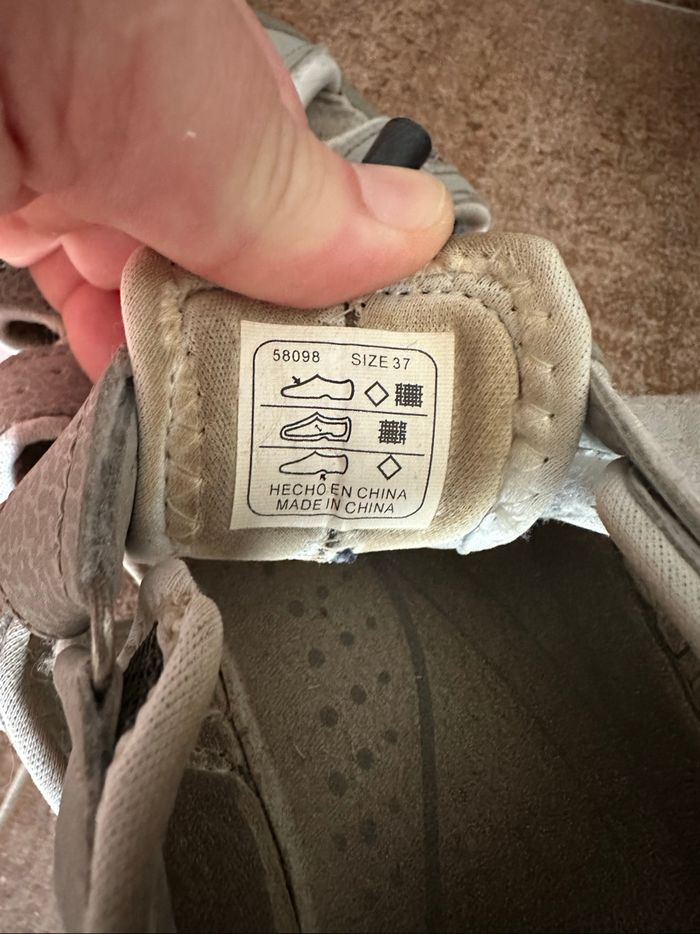 58098 SIZE 37
HECHO EN CHINA
MADE IN CHINA